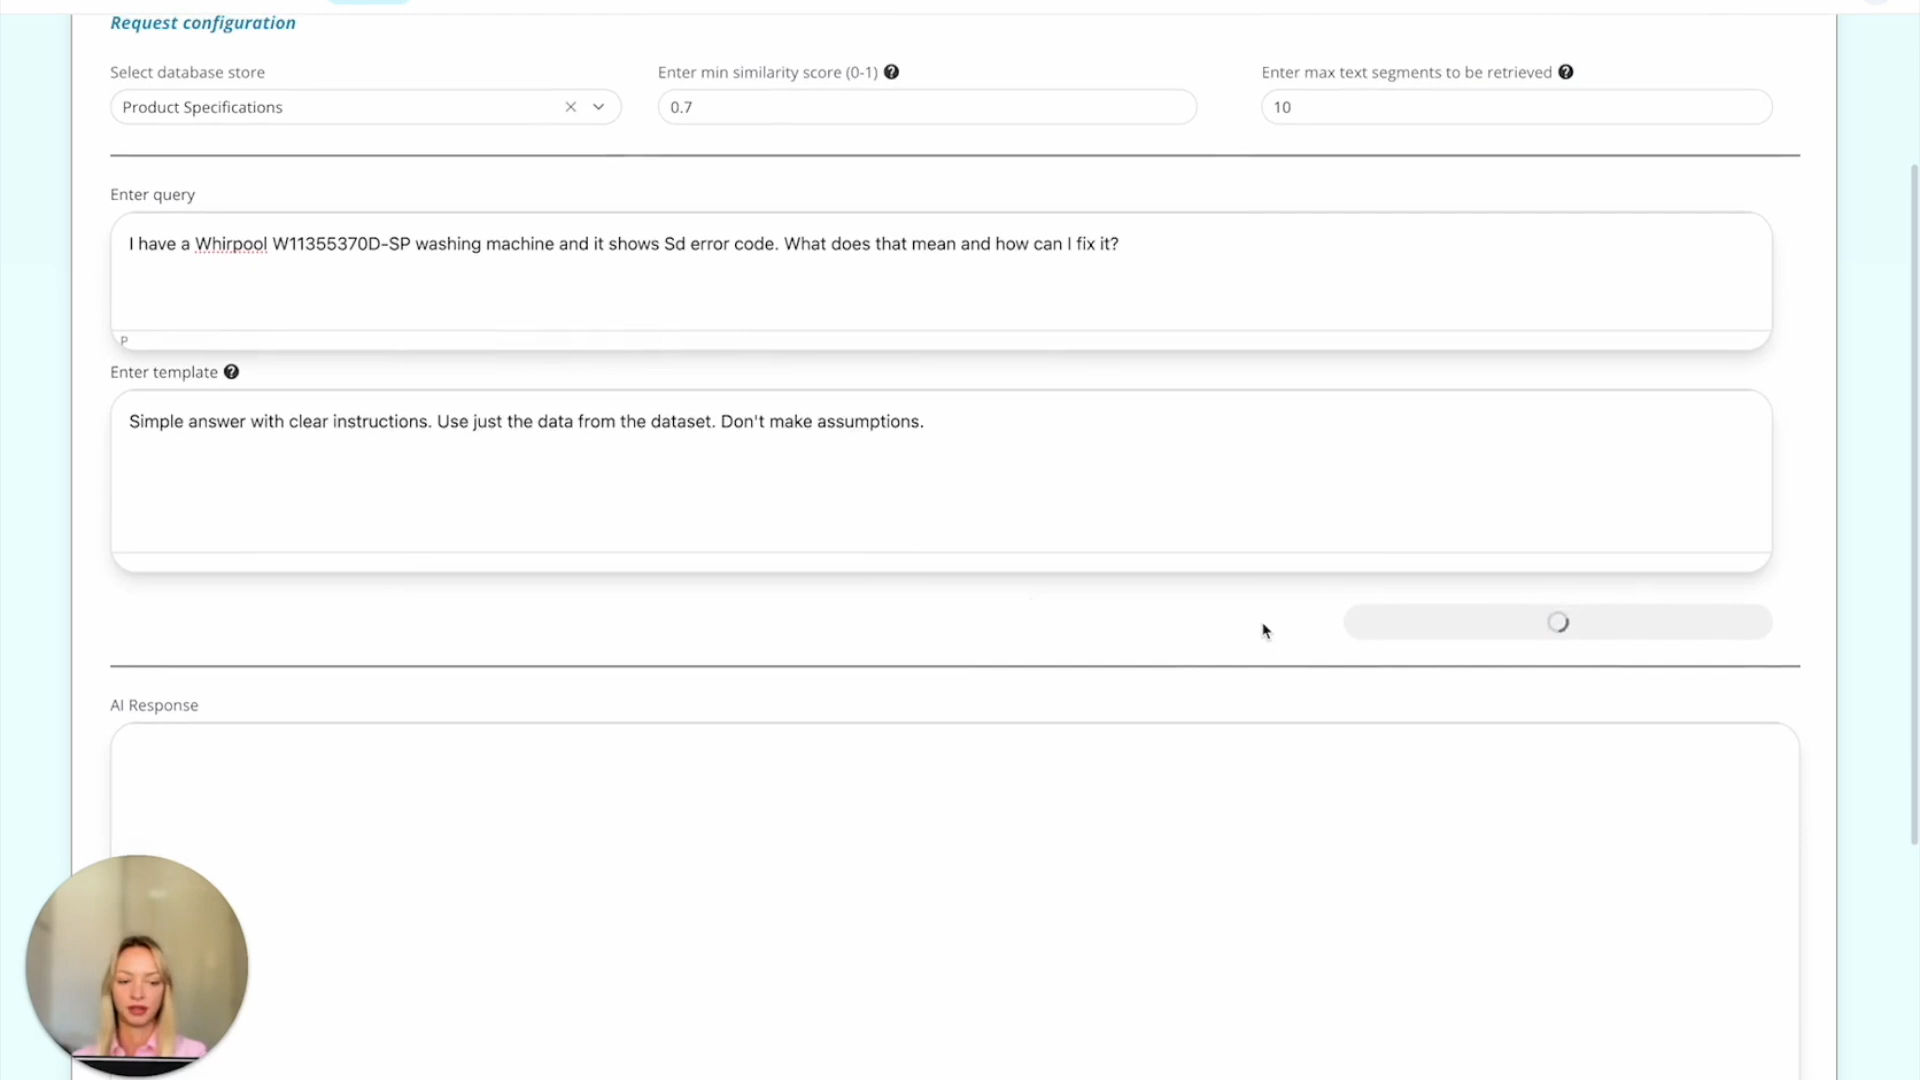 Request configuration
Select database store
Enter min similarity score (0-1)
Enter max text segments to be retrieved
Product Specifications
0.7
10
Enter query
I have a Whirpool W11355370D-SP washing machine and it shows Sd error code. What does that mean and how can I fix it?
P
Enter template
Simple answer with clear instructions. Use just the data from the dataset. Don't make assumptions.
AI Response